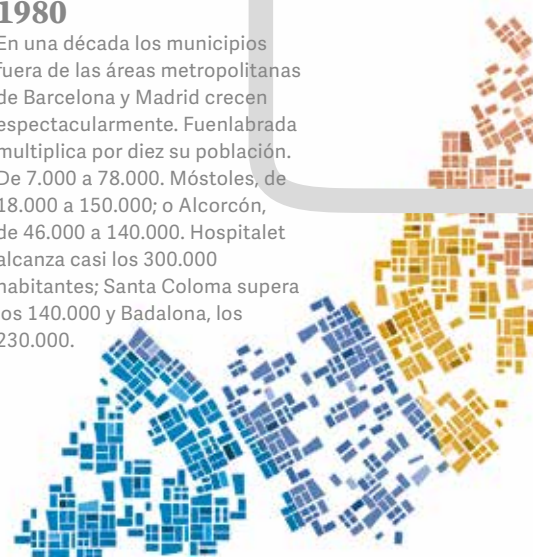 1980
En una década los municipios
fuera de las áreas metropolitanas
de Barcelona y Madrid crecen
espectacularmente. Fuenlabrada
multiplica por diez su población.
De 7.000 a 78.000. Móstoles, de
18.000 a 150.000; o Alcorcón,
de 46.000 a 140.000. Hospitalet
alcanza casi los 300.000
habitantes; Santa Coloma supera
los 140.000 y Badalona, los
230.000.